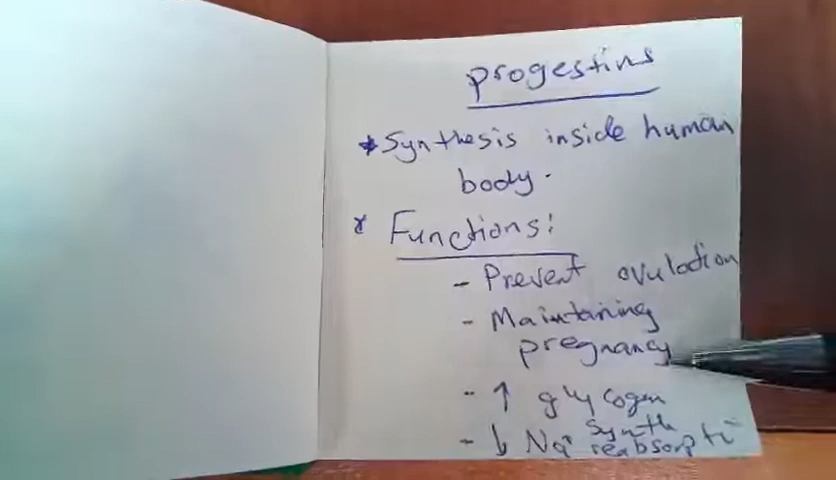 progestins
* Synthesis inside human
body.
* Functions:
- Prevent ovulation
- Maintaining
pregnancy
- ↑ glycogen
synth
- ↓ Na⁺ reabsorpti